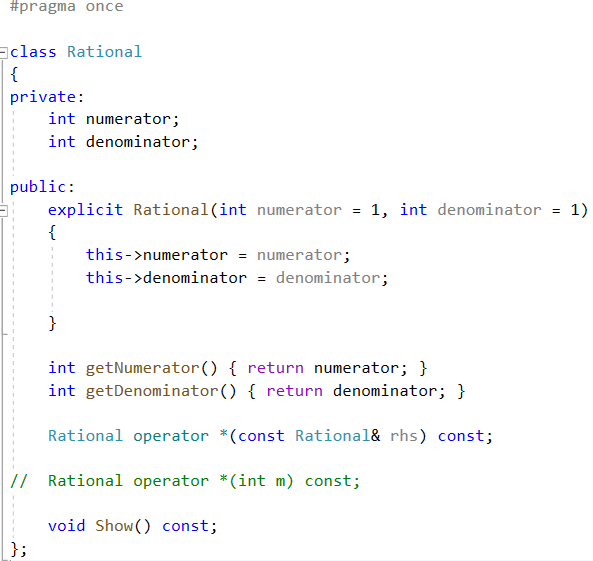 #pragma once
class Rational
{
private:
    int numerator;
    int denominator;
public:
    explicit Rational(int numerator = 1, int denominator = 1)
    {
        this->numerator = numerator;
        this->denominator = denominator;
    }
    int getNumerator() { return numerator; }
    int getDenominator() { return denominator; }
    Rational operator *(const Rational& rhs) const;
//  Rational operator *(int m) const;
    void Show() const;
};